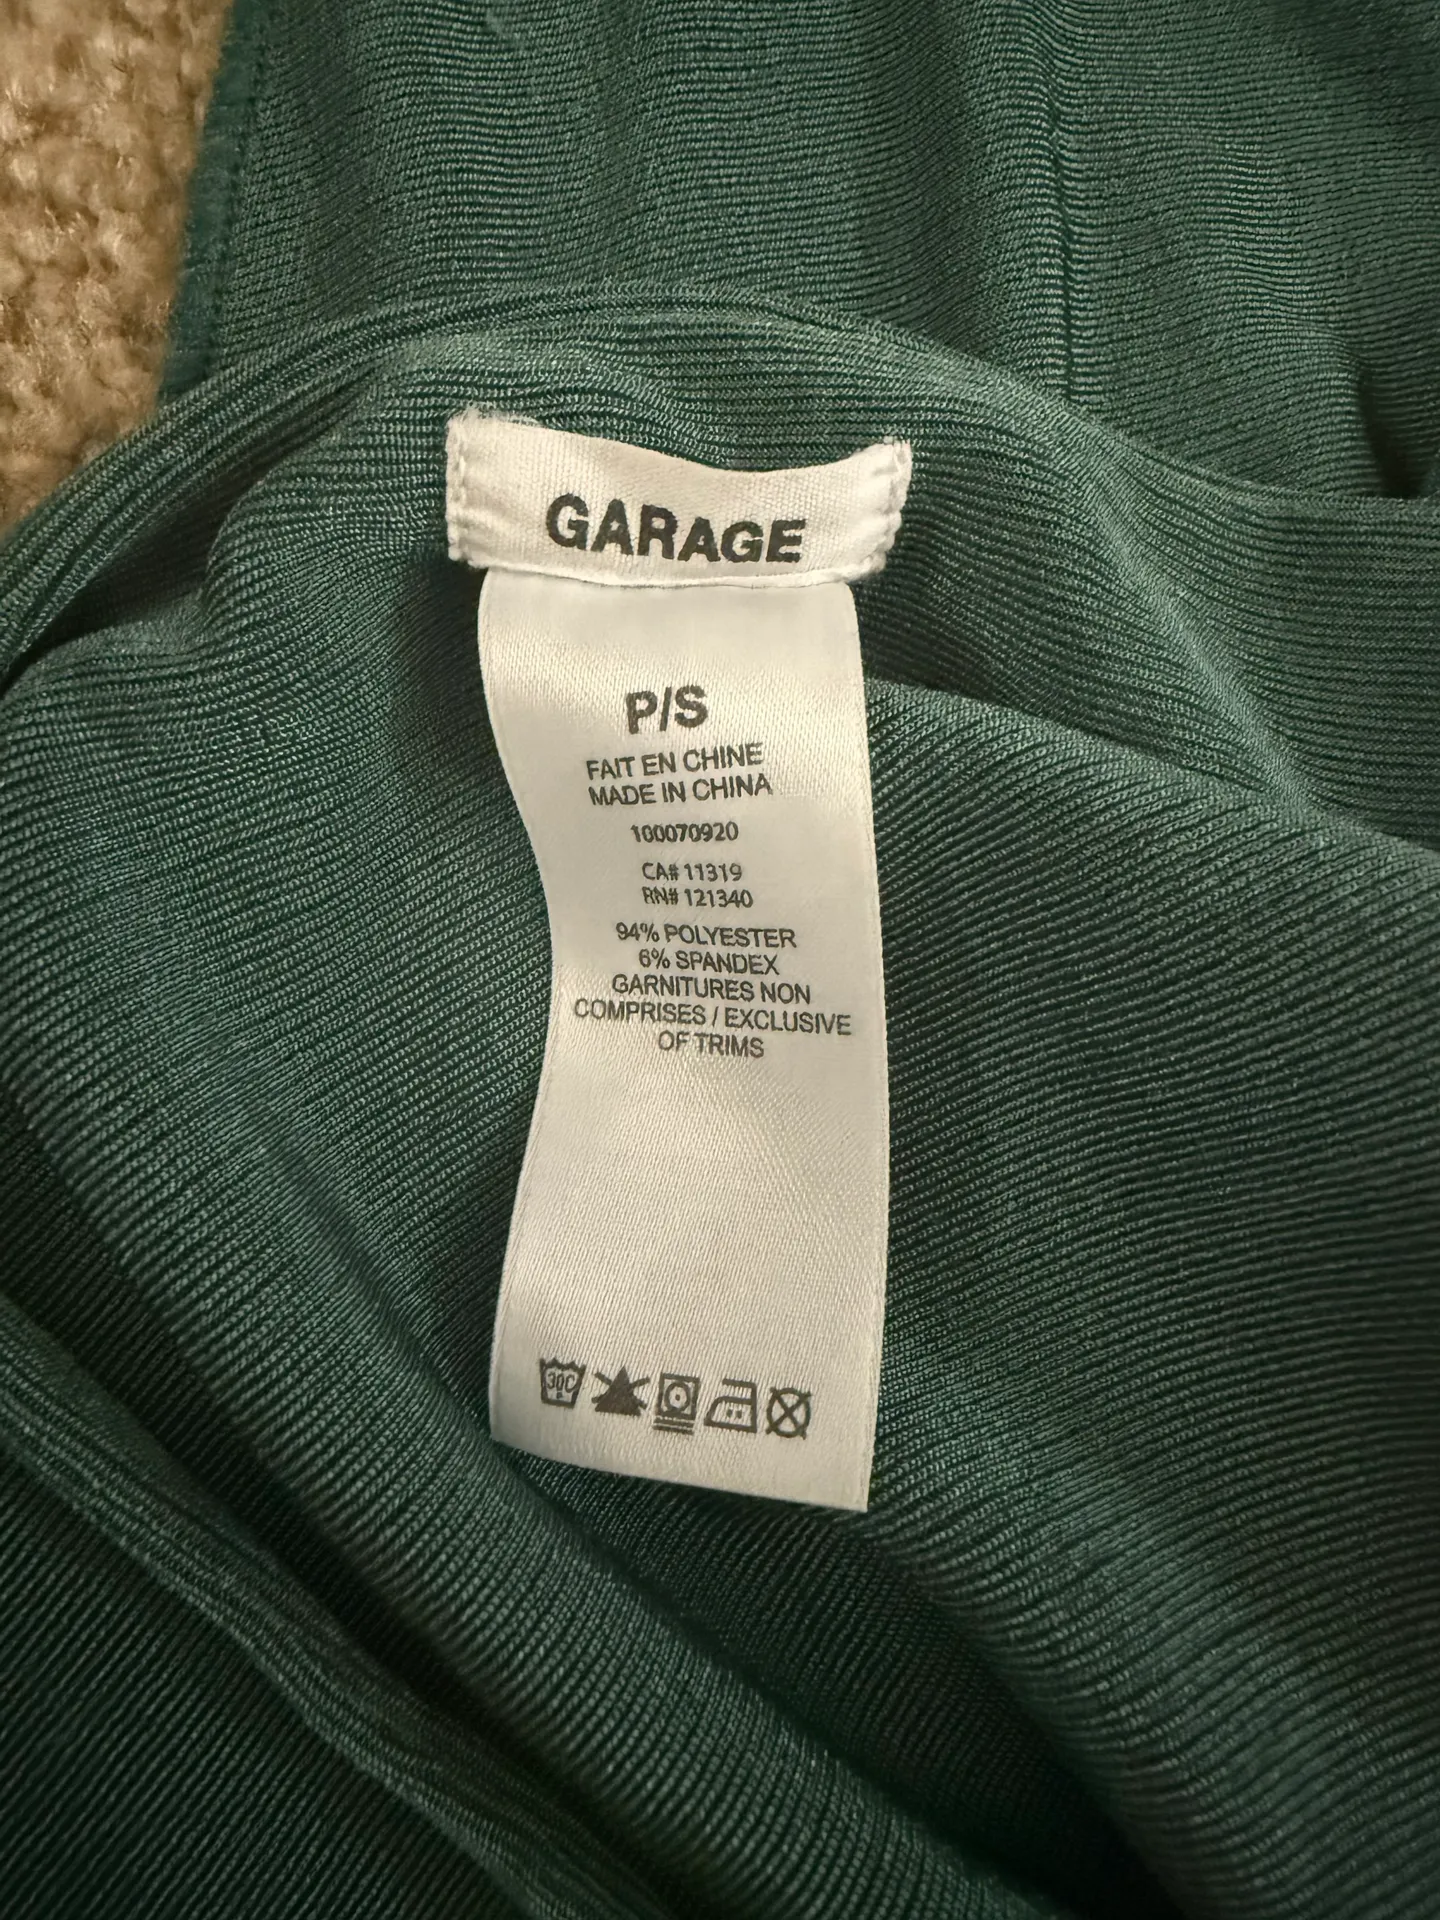 GARAGE
P/S
FAIT EN CHINE
MADE IN CHINA
100070920
CA# 11319
RN# 121340
94% POLYESTER
6% SPANDEX
GARNITURES NON
COMPRISES / EXCLUSIVE
OF TRIMS
30C